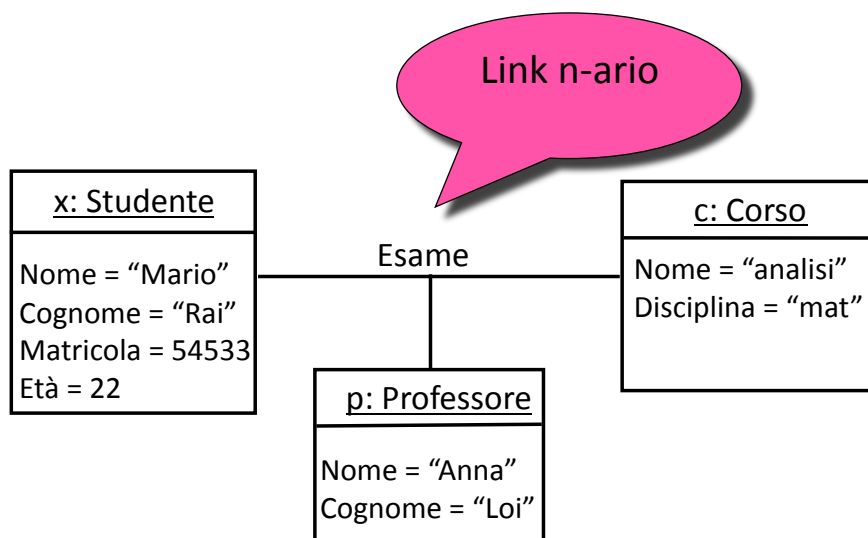 Link n-ario
x: Studente
Nome = “Mario”
Cognome = “Rai”
Matricola = 54533
Età = 22
Esame
c: Corso
Nome = “analisi”
Disciplina = “mat”
p: Professore
Nome = “Anna”
Cognome = “Loi”